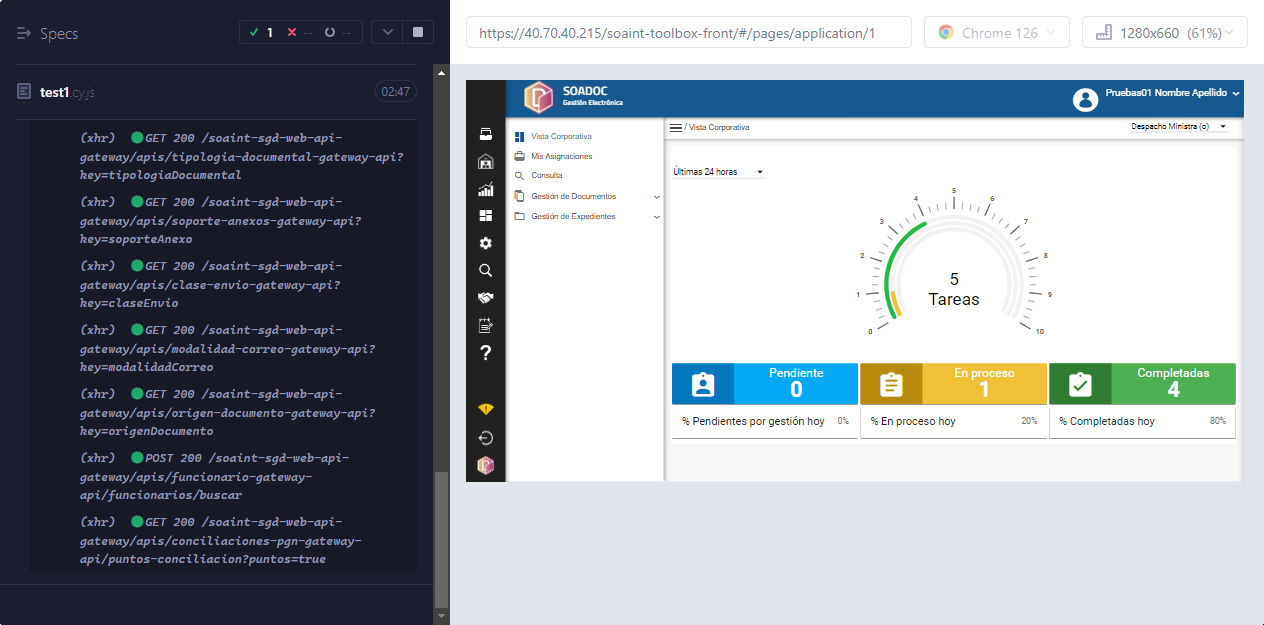 Specs
1
--
--
https://40.70.40.215/soaint-toolbox-front/#/pages/application/1
Chrome 126
1280x660 (61%)
test1.cy.js
02:47
(xhr) GET 200 /soaint-sgd-web-api-
gateway/apis/tipologia-documental-gateway-api?
key=tipologiaDocumental
(xhr) GET 200 /soaint-sgd-web-api-
gateway/apis/soporte-anexos-gateway-api?
key=soporteAnexo
(xhr) GET 200 /soaint-sgd-web-api-
gateway/apis/clase-envio-gateway-api?
key=claseEnvio
(xhr) GET 200 /soaint-sgd-web-api-
gateway/apis/modalidad-correo-gateway-api?
key=modalidadCorreo
(xhr) GET 200 /soaint-sgd-web-api-
gateway/apis/origen-documento-gateway-api?
key=origenDocumento
(xhr) POST 200 /soaint-sgd-web-api-
gateway/apis/funcionario-gateway-
api/funcionarios/buscar
(xhr) GET 200 /soaint-sgd-web-api-
gateway/apis/conciliaciones-pgn-gateway-
api/puntos-conciliacion?puntos=true
SOADOC
Gestión Electrónica
Pruebas01 Nombre Apellido
Vista Corporativa
Mis Asignaciones
Consulta
Gestión de Documentos
Gestión de Expedientes
/ Vista Corporativa
Despacho Ministra (o)
Últimas 24 horas
0
1
2
3
4
5
6
7
8
9
10
5
Tareas
Pendiente
0
% Pendientes por gestión hoy 0%
En proceso
1
% En proceso hoy 20%
Completadas
4
% Completadas hoy 80%